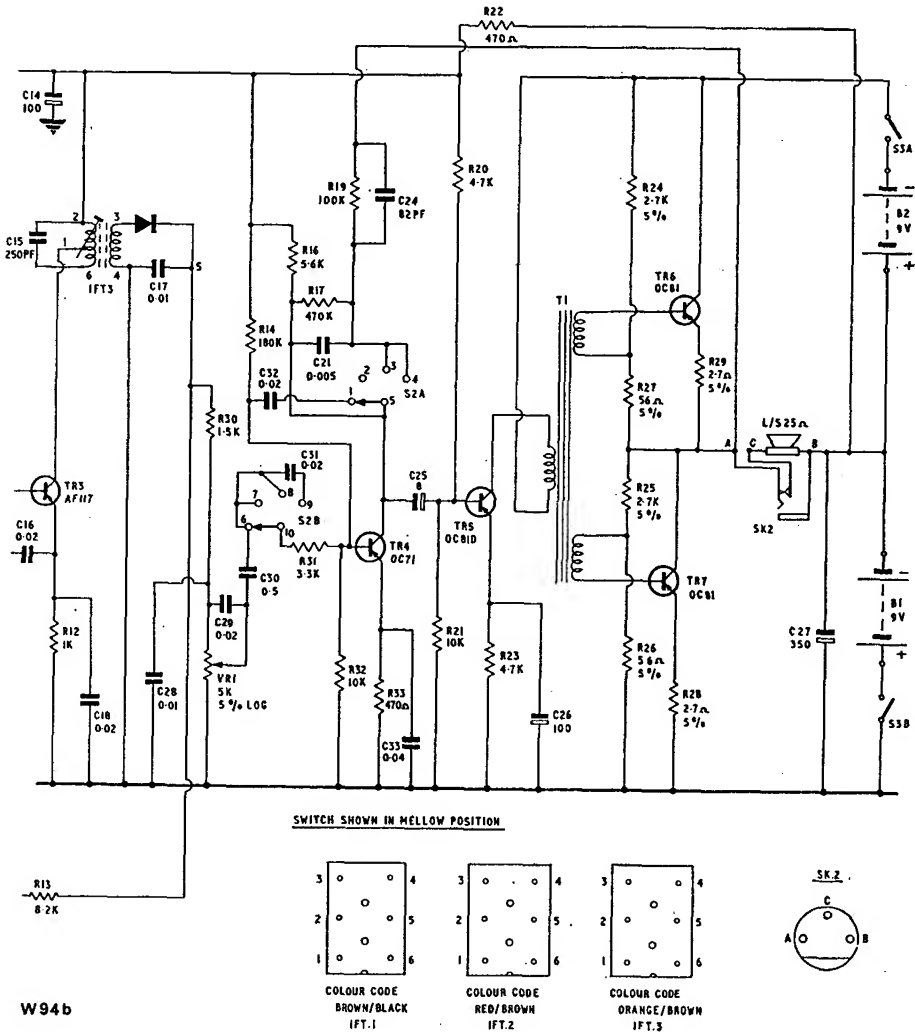 R22
470Ω
C14
100
S3A
R20
4.7K
R19
100K
C24
82PF
R24
2.7K
5%
B2
9V
−
+
2
3
1
6
4
C15
250PF
IFT3
C17
0.01
S
R16
5.6K
R17
470K
TR6
OC81
T1
R14
180K
C21
0.005
R29
2.7Ω
5%
C32
0.02
1
2
3
4
5
S2A
R27
56Ω
5%
L/S 25Ω
A
C
B
R30
1.5K
C31
0.02
7
8
9
S2B
6
10
C25
8
SK2
R25
2.7K
5%
TR3
AF117
TR5
OC81D
C16
0.02
R31
3.3K
TR4
OC71
C30
0.5
TR7
OC81
B1
9V
−
+
C29
0.02
R12
1K
VR1
5K
5% LOG
R32
10K
R21
10K
R23
4.7K
R26
56Ω
5%
C27
350
C28
0.01
R33
470Ω
R28
2.7Ω
5%
C18
0.02
C33
0.04
C26
100
S3B
SWITCH SHOWN IN MELLOW POSITION
R13
8.2K
3 4
2 5
1 6
COLOUR CODE
BROWN/BLACK
IFT.1
3 4
2 5
1 6
COLOUR CODE
RED/BROWN
IFT.2
3 4
2 5
1 6
COLOUR CODE
ORANGE/BROWN
IFT.3
SK.2
C
A B
W94b